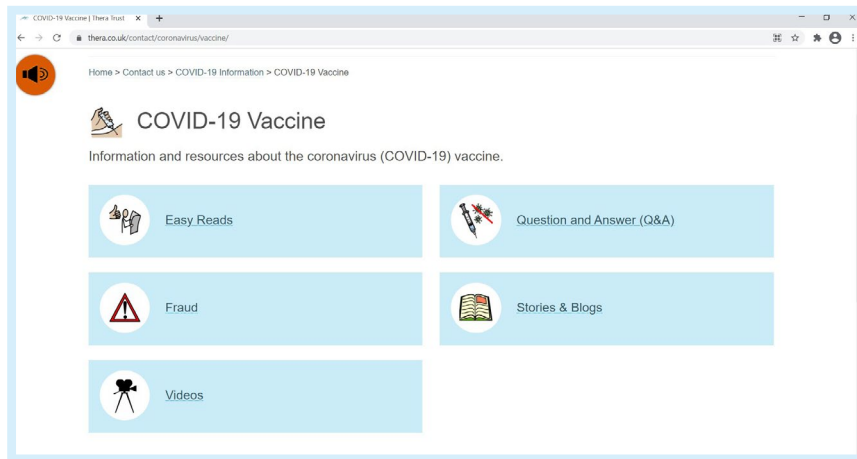 COVID-19 Vaccine | Thera Trust
thera.co.uk/contact/coronavirus/vaccine/
Home > Contact us > COVID-19 Information > COVID-19 Vaccine
COVID-19 Vaccine
Information and resources about the coronavirus (COVID-19) vaccine.
Easy Reads
Question and Answer (Q&A)
Fraud
Stories & Blogs
Videos